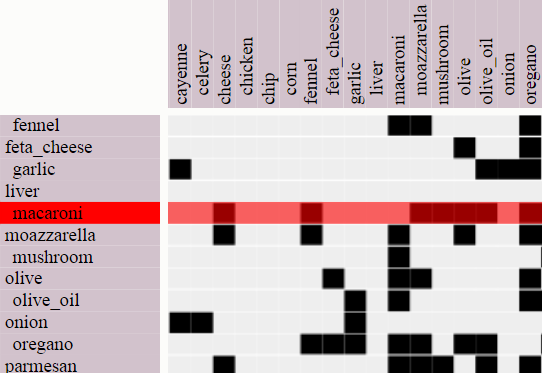 cayenne
celery
cheese
chicken
chip
corn
fennel
feta_cheese
garlic
liver
macaroni
moazzarella
mushroom
olive
olive_oil
onion
oregano
fennel
feta_cheese
garlic
liver
macaroni
moazzarella
mushroom
olive
olive_oil
onion
oregano
parmesan